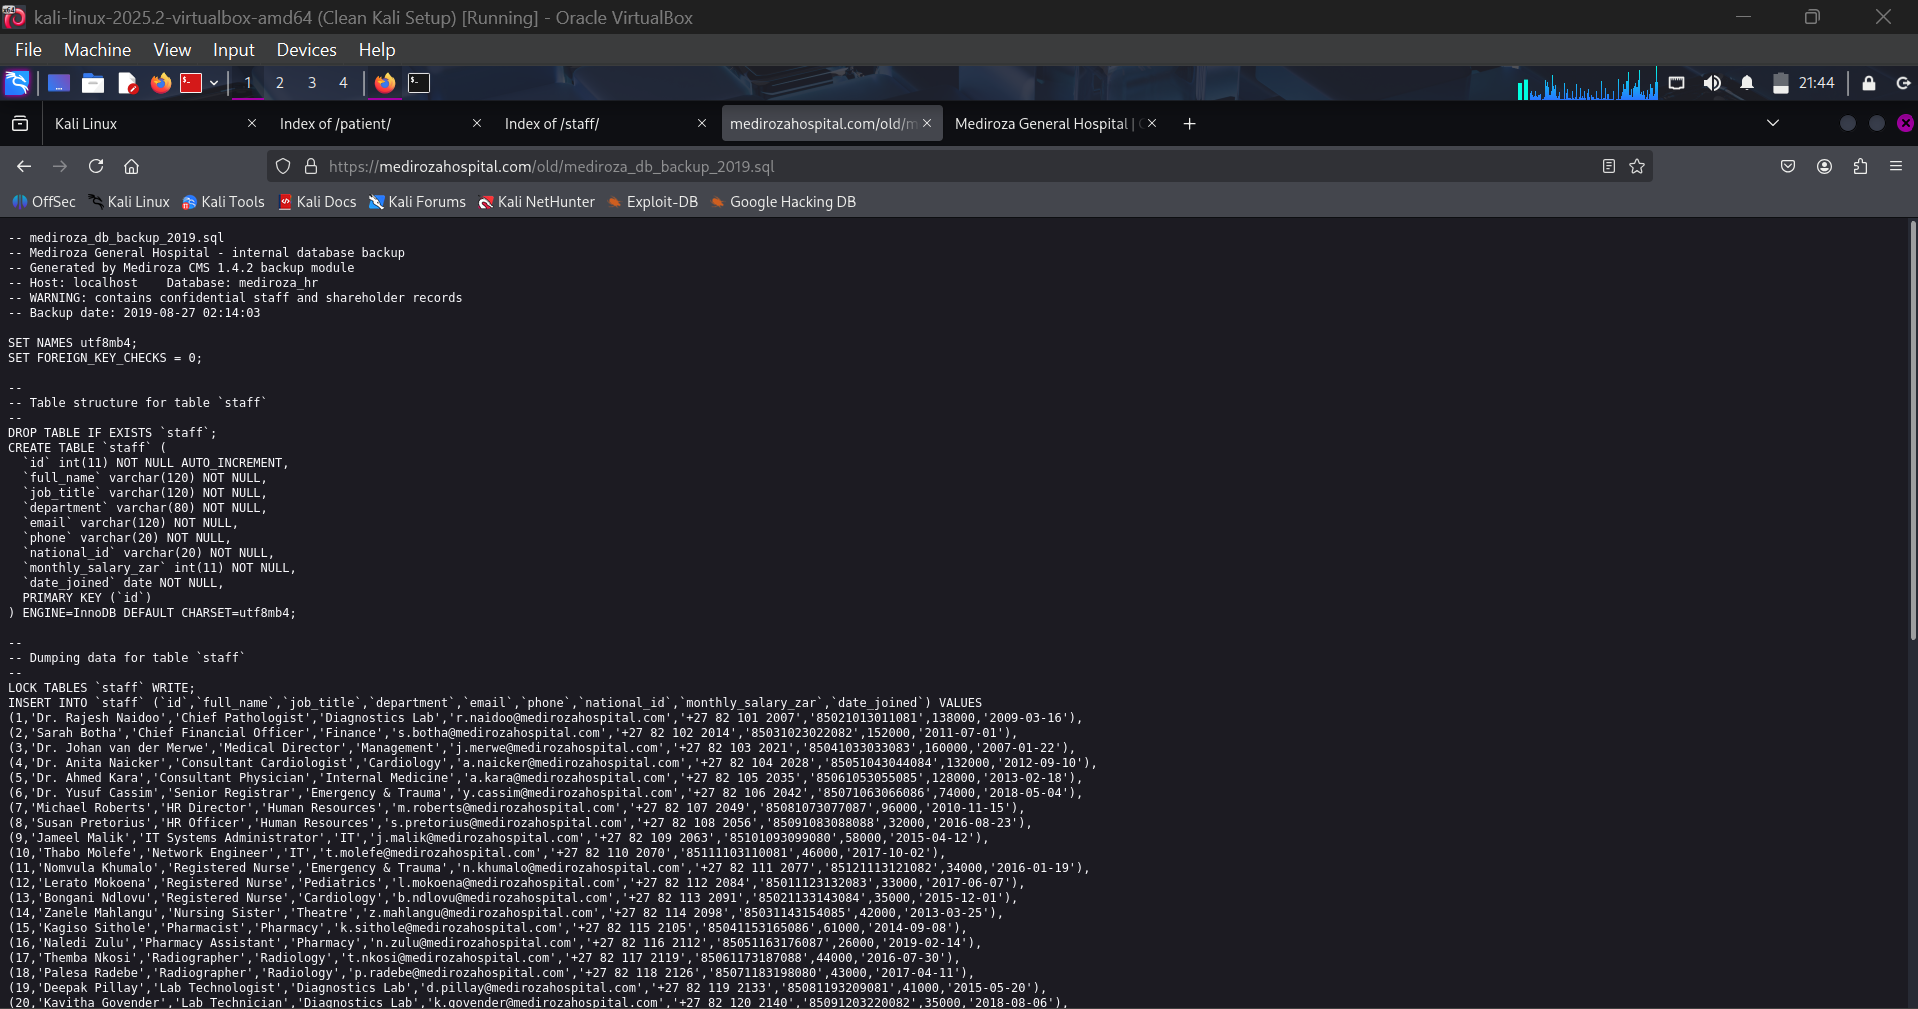 kali-linux-2025.2-virtualbox-amd64 (Clean Kali Setup) [Running] - Oracle VirtualBox
File Machine View Input Devices Help
1 2 3 4 21:44
Kali Linux Index of /patient/ Index of /staff/ medirozahospital.com/old/m Mediroza General Hospital |
https://medirozahospital.com/old/mediroza_db_backup_2019.sql
OffSec Kali Linux Kali Tools Kali Docs Kali Forums Kali NetHunter Exploit-DB Google Hacking DB
-- mediroza_db_backup_2019.sql
-- Mediroza General Hospital - internal database backup
-- Generated by Mediroza CMS 1.4.2 backup module
-- Host: localhost    Database: mediroza_hr
-- WARNING: contains confidential staff and shareholder records
-- Backup date: 2019-08-27 02:14:03
SET NAMES utf8mb4;
SET FOREIGN_KEY_CHECKS = 0;
--
-- Table structure for table `staff`
--
DROP TABLE IF EXISTS `staff`;
CREATE TABLE `staff` (
`id` int(11) NOT NULL AUTO_INCREMENT,
`full_name` varchar(120) NOT NULL,
`job_title` varchar(120) NOT NULL,
`department` varchar(80) NOT NULL,
`email` varchar(120) NOT NULL,
`phone` varchar(20) NOT NULL,
`national_id` varchar(20) NOT NULL,
`monthly_salary_zar` int(11) NOT NULL,
`date_joined` date NOT NULL,
PRIMARY KEY (`id`)
) ENGINE=InnoDB DEFAULT CHARSET=utf8mb4;
--
-- Dumping data for table `staff`
--
LOCK TABLES `staff` WRITE;
INSERT INTO `staff` (`id`,`full_name`,`job_title`,`department`,`email`,`phone`,`national_id`,`monthly_salary_zar`,`date_joined`) VALUES
(1,'Dr. Rajesh Naidoo','Chief Pathologist','Diagnostics Lab','r.naidoo@medirozahospital.com','+27 82 101 2007','85021013011081',138000,'2009-03-16'),
(2,'Sarah Botha','Chief Financial Officer','Finance','s.botha@medirozahospital.com','+27 82 102 2014','85031023022082',152000,'2011-07-01'),
(3,'Dr. Johan van der Merwe','Medical Director','Management','j.merwe@medirozahospital.com','+27 82 103 2021','85041033033083',160000,'2007-01-22'),
(4,'Dr. Anita Naicker','Consultant Cardiologist','Cardiology','a.naicker@medirozahospital.com','+27 82 104 2028','85051043044084',132000,'2012-09-10'),
(5,'Dr. Ahmed Kara','Consultant Physician','Internal Medicine','a.kara@medirozahospital.com','+27 82 105 2035','85061053055085',128000,'2013-02-18'),
(6,'Dr. Yusuf Cassim','Senior Registrar','Emergency & Trauma','y.cassim@medirozahospital.com','+27 82 106 2042','85071063066086',74000,'2018-05-04'),
(7,'Michael Roberts','HR Director','Human Resources','m.roberts@medirozahospital.com','+27 82 107 2049','85081073077087',96000,'2010-11-15'),
(8,'Susan Pretorius','HR Officer','Human Resources','s.pretorius@medirozahospital.com','+27 82 108 2056','85091083088088',32000,'2016-08-23'),
(9,'Jameel Malik','IT Systems Administrator','IT','j.malik@medirozahospital.com','+27 82 109 2063','85101093099080',58000,'2015-04-12'),
(10,'Thabo Molefe','Network Engineer','IT','t.molefe@medirozahospital.com','+27 82 110 2070','85111103110081',46000,'2017-10-02'),
(11,'Nomvula Khumalo','Registered Nurse','Emergency & Trauma','n.khumalo@medirozahospital.com','+27 82 111 2077','85121113121082',34000,'2016-01-19'),
(12,'Lerato Mokoena','Registered Nurse','Pediatrics','l.mokoena@medirozahospital.com','+27 82 112 2084','85011123132083',33000,'2017-06-07'),
(13,'Bongani Ndlovu','Registered Nurse','Cardiology','b.ndlovu@medirozahospital.com','+27 82 113 2091','85021133143084',35000,'2015-12-01'),
(14,'Zanele Mahlangu','Nursing Sister','Theatre','z.mahlangu@medirozahospital.com','+27 82 114 2098','85031143154085',42000,'2013-03-25'),
(15,'Kagiso Sithole','Pharmacist','Pharmacy','k.sithole@medirozahospital.com','+27 82 115 2105','85041153165086',61000,'2014-09-08'),
(16,'Naledi Zulu','Pharmacy Assistant','Pharmacy','n.zulu@medirozahospital.com','+27 82 116 2112','85051163176087',26000,'2019-02-14'),
(17,'Themba Nkosi','Radiographer','Radiology','t.nkosi@medirozahospital.com','+27 82 117 2119','85061173187088',44000,'2016-07-30'),
(18,'Palesa Radebe','Radiographer','Radiology','p.radebe@medirozahospital.com','+27 82 118 2126','85071183198080',43000,'2017-04-11'),
(19,'Deepak Pillay','Lab Technologist','Diagnostics Lab','d.pillay@medirozahospital.com','+27 82 119 2133','85081193209081',41000,'2015-05-20'),
(20,'Kavitha Govender','Lab Technician','Diagnostics Lab','k.govender@medirozahospital.com','+27 82 120 2140','85091203220082',35000,'2018-08-06'),